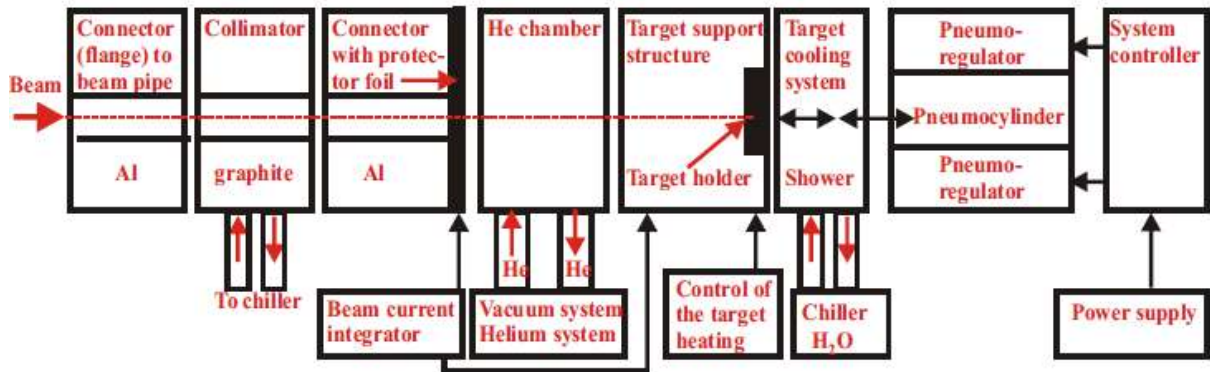 Connector
(flange) to
beam pipe
Collimator
Connector
with protec-
tor foil
He chamber
Target support
structure
Target
cooling
system
Pneumo-
regulator
System
controller
Beam
Pneumocylinder
Al
graphite
Al
Target holder
Shower
Pneumo-
regulator
He
He
To chiller
Beam current
integrator
Vacuum system
Helium system
Control of
the target
heating
Chiller
H₂O
Power supply